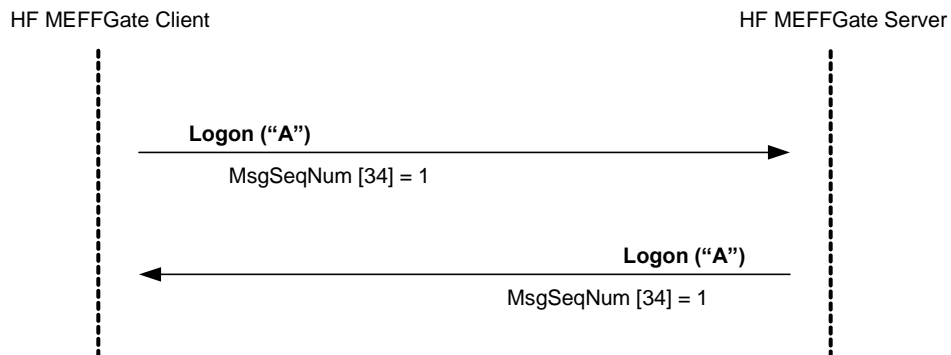 HF MEFFGate Client
HF MEFFGate Server
Logon (“A”)
MsgSeqNum [34] = 1
Logon (“A”)
MsgSeqNum [34] = 1